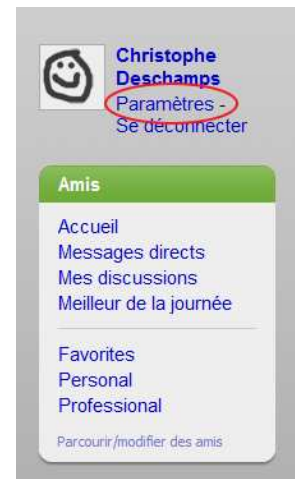 Christophe
Deschamps
Paramètres -
Se déconnecter
Amis
Accueil
Messages directs
Mes discussions
Meilleur de la journée
Favorites
Personal
Professional
Parcourir/modifier des amis